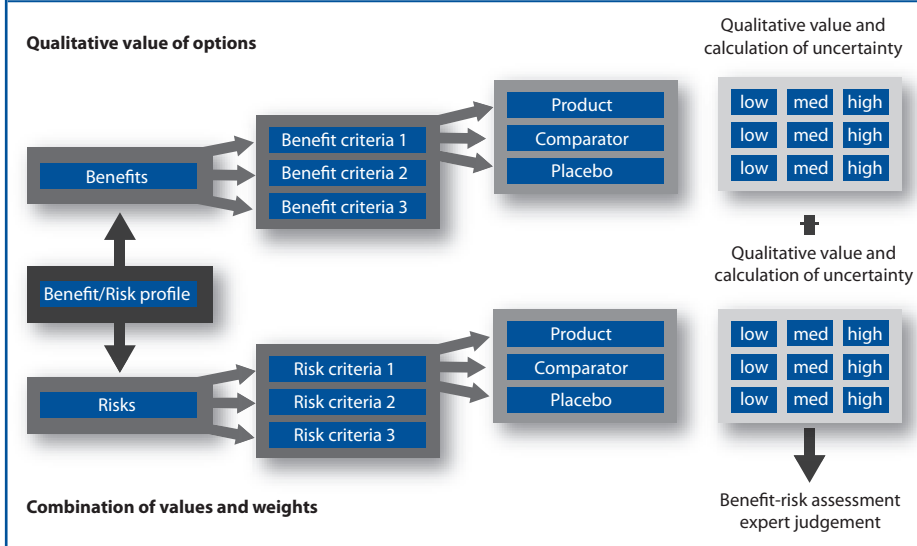 Qualitative value of options
Qualitative value and
calculation of uncertainty
Benefits
Benefit criteria 1
Benefit criteria 2
Benefit criteria 3
Product
Comparator
Placebo
low med high
low med high
low med high
Qualitative value and
calculation of uncertainty
Benefit/Risk profile
Risks
Risk criteria 1
Risk criteria 2
Risk criteria 3
Product
Comparator
Placebo
low med high
low med high
low med high
Combination of values and weights
Benefit-risk assessment
expert judgement